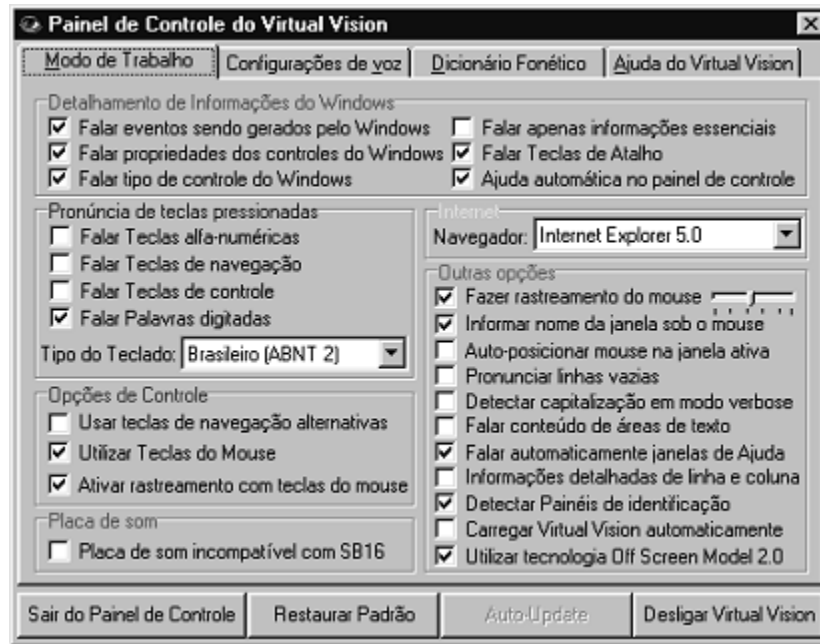 Painel de Controle do Virtual Vision
Modo de Trabalho
Configurações de voz
Dicionário Fonético
Ajuda do Virtual Vision
Detalhamento de Informações do Windows
Falar eventos sendo gerados pelo Windows
Falar propriedades dos controles do Windows
Falar tipo de controle do Windows
Falar apenas informações essenciais
Falar Teclas de Atalho
Ajuda automática no painel de controle
Pronúncia de teclas pressionadas
Falar Teclas alfa-numéricas
Falar Teclas de navegação
Falar Teclas de controle
Falar Palavras digitadas
Tipo do Teclado: Brasileiro (ABNT 2)
Opções de Controle
Usar teclas de navegação alternativas
Utilizar Teclas do Mouse
Ativar rastreamento com teclas do mouse
Placa de som
Placa de som incompatível com SB16
Internet
Navegador: Internet Explorer 5.0
Outras opções
Fazer rastreamento do mouse
Informar nome da janela sob o mouse
Auto-posicionar mouse na janela ativa
Pronunciar linhas vazias
Detectar capitalização em modo verbose
Falar conteúdo de áreas de texto
Falar automaticamente janelas de Ajuda
Informações detalhadas de linha e coluna
Detectar Painéis de identificação
Carregar Virtual Vision automaticamente
Utilizar tecnologia Off Screen Model 2.0
Sair do Painel de Controle
Restaurar Padrão
Auto-Update
Desligar Virtual Vision